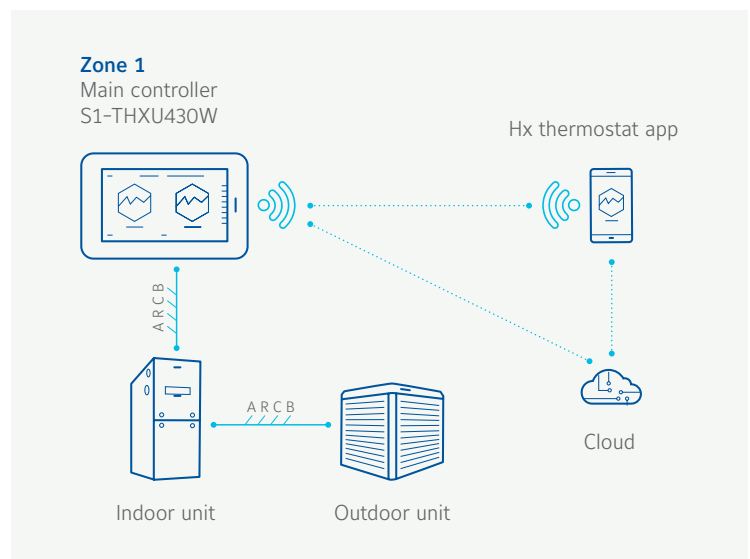 Zone 1
Main controller
S1-THXU430W
Hx thermostat app
A R C B
A R C B
Cloud
Indoor unit
Outdoor unit